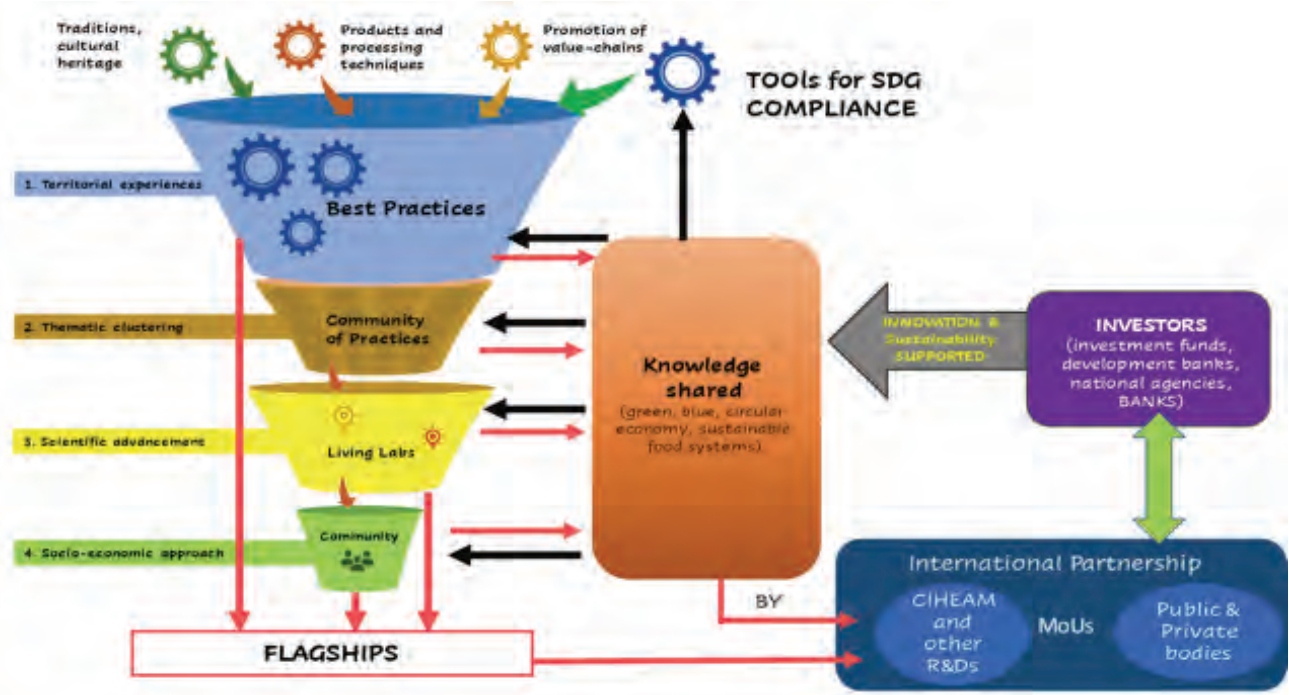 Traditions,
cultural
heritage
Products and
processing
techniques
Promotion of
value-chains
TOOls for SDG
COMPLIANCE
1. Territorial experiences
Best Practices
2. Thematic clustering
Community
of Practices
3. Scientific advancement
Living Labs
4. Socio-economic approach
Community
FLAGSHIPS
Knowledge
shared
(green, blue, circular
economy, sustainable
food systems)
INNOVATION &
Sustainability
SUPPORTED
INVESTORS
(investment funds,
development banks,
national agencies,
BANKS)
BY
International Partnership
CIHEAM
and
other
R&Ds
MoUs
Public &
Private
bodies